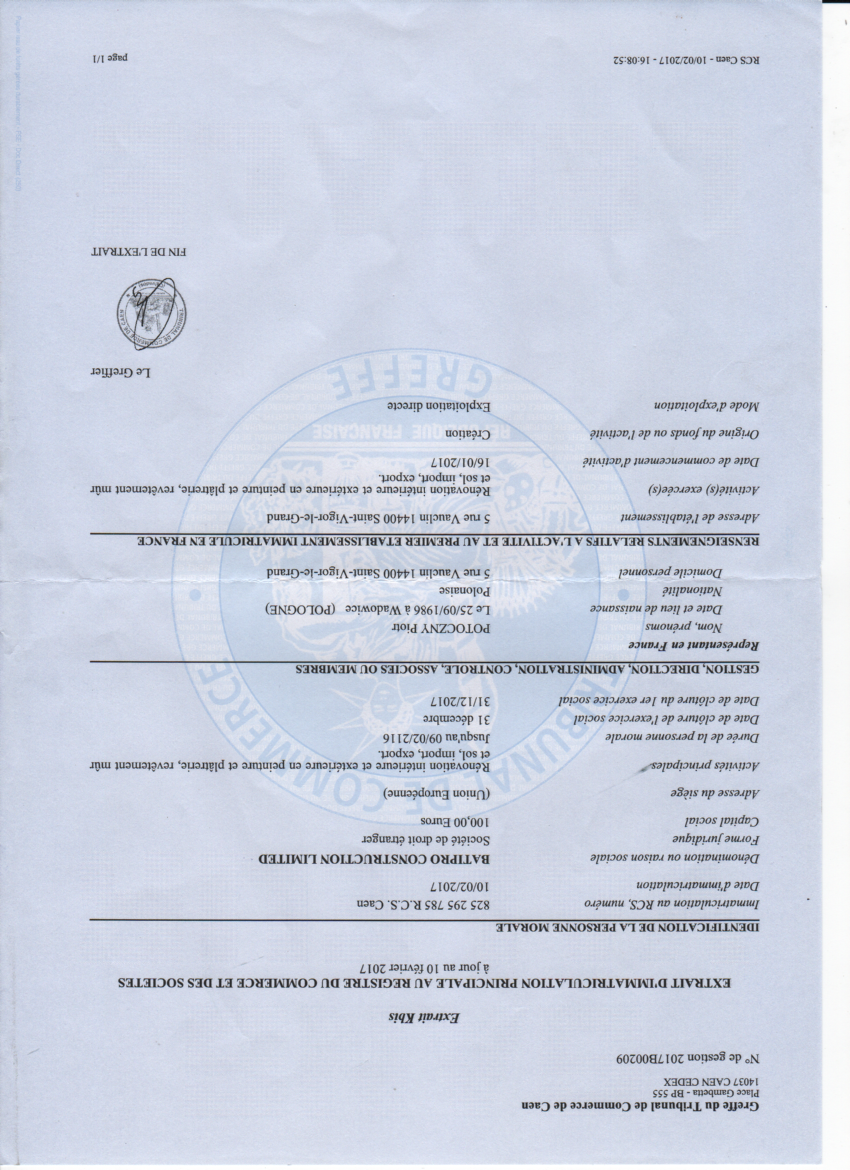 Greffe du Tribunal de Commerce de Caen
Place Gambetta - BP 555
14037 CAEN CEDEX
N° de gestion 2017B00209
Extrait Kbis
EXTRAIT D'IMMATRICULATION PRINCIPALE AU REGISTRE DU COMMERCE ET DES SOCIETES
à jour au 10 février 2017
IDENTIFICATION DE LA PERSONNE MORALE
Immatriculation au RCS, numéro 825 295 785 R.C.S. Caen
Date d'immatriculation 10/02/2017
Dénomination ou raison sociale BATIPRO CONSTRUCTION LIMITED
Forme juridique Société de droit étranger
Capital social 100,00 Euros
Adresse du siège (Union Européenne)
Activités principales Rénovation intérieure et extérieure en peinture et plâtrerie, revêtement mûr
et sol, import, export.
Durée de la personne morale Jusqu'au 09/02/2116
Date de clôture de l'exercice social 31 décembre
Date de clôture du 1er exercice social 31/12/2017
GESTION, DIRECTION, ADMINISTRATION, CONTROLE, ASSOCIES OU MEMBRES
Représentant en France
Nom, prénoms POTOCZNY Piotr
Date et lieu de naissance Le 25/09/1986 à Wadowice (POLOGNE)
Nationalité Polonaise
Domicile personnel 5 rue Vauclin 14400 Saint-Vigor-le-Grand
RENSEIGNEMENTS RELATIFS A L'ACTIVITE ET AU PREMIER ETABLISSEMENT IMMATRICULE EN FRANCE
Adresse de l'établissement 5 rue Vauclin 14400 Saint-Vigor-le-Grand
Activité(s) exercée(s) Rénovation intérieure et extérieure en peinture et plâtrerie, revêtement mûr
et sol, import, export.
Date de commencement d'activité 16/01/2017
Origine du fonds ou de l'activité Création
Mode d'exploitation Exploitation directe
Le Greffier
TRIBUNAL DE COMMERCE DE CAEN
FIN DE L'EXTRAIT
RCS Caen - 10/02/2017 - 16:08:52 page 1/1
TRIBUNAL DE COMMERCE
REPUBLIQUE FRANCAISE
GREFFE